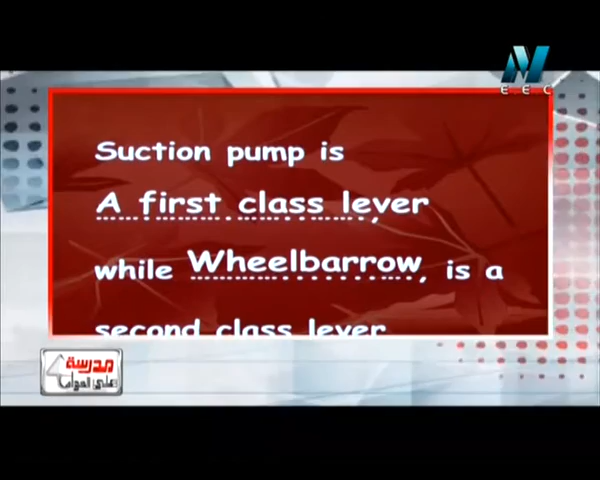 EEC
Suction pump is
A first class lever
while Wheelbarrow, is a
second class lever
مدرسة
على الهواء